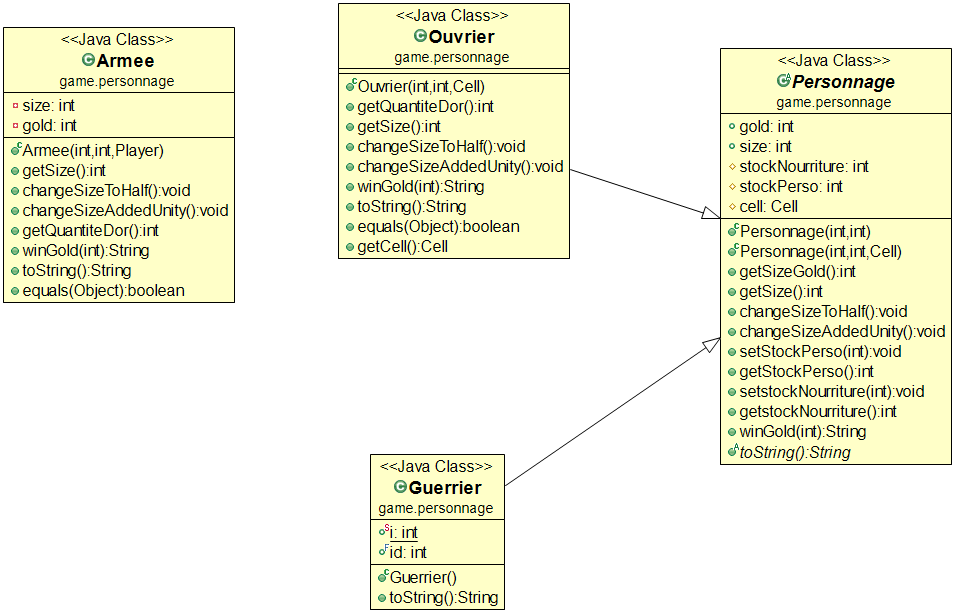 <<Java Class>>
Armee
game.personnage
size: int
gold: int
Armee(int,int,Player)
getSize():int
changeSizeToHalf():void
changeSizeAddedUnity():void
getQuantiteDor():int
winGold(int):String
toString():String
equals(Object):boolean
<<Java Class>>
Ouvrier
game.personnage
Ouvrier(int,int,Cell)
getQuantiteDor():int
getSize():int
changeSizeToHalf():void
changeSizeAddedUnity():void
winGold(int):String
toString():String
equals(Object):boolean
getCell():Cell
<<Java Class>>
Personnage
game.personnage
gold: int
size: int
stockNourriture: int
stockPerso: int
cell: Cell
Personnage(int,int)
Personnage(int,int,Cell)
getSizeGold():int
getSize():int
changeSizeToHalf():void
changeSizeAddedUnity():void
setStockPerso(int):void
getStockPerso():int
setstockNourriture(int):void
getstockNourriture():int
winGold(int):String
toString():String
<<Java Class>>
Guerrier
game.personnage
i: int
id: int
Guerrier()
toString():String